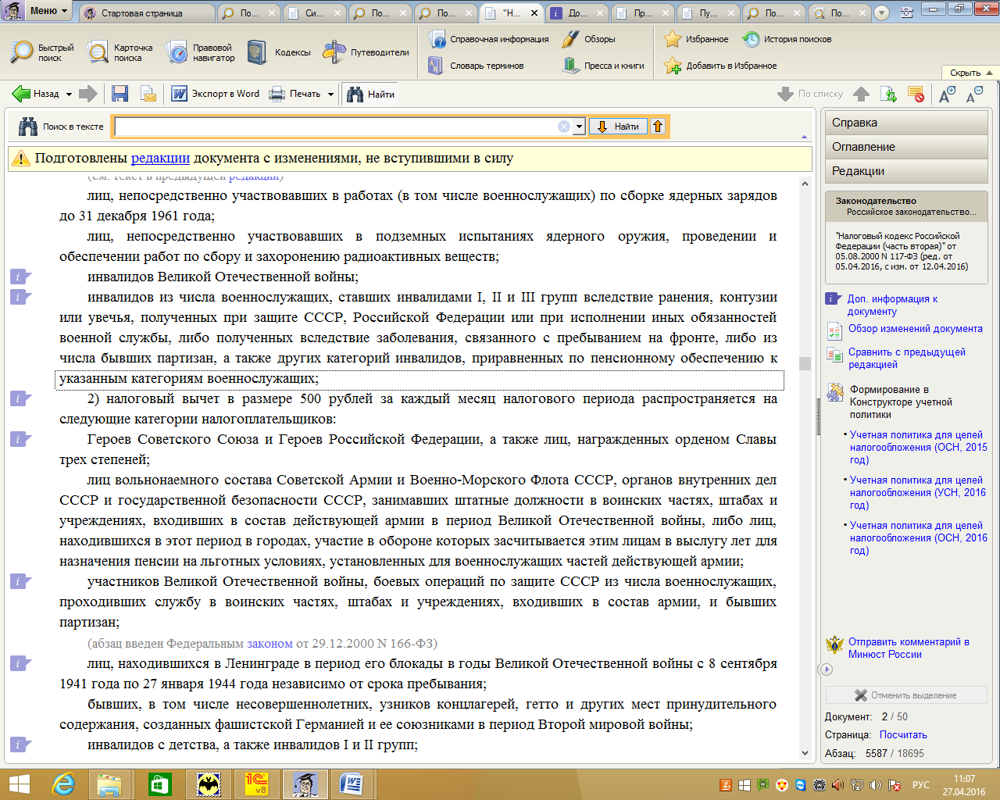 Меню
Стартовая страница
По...
Си...
По...
По...
"Н...
До...
Пр...
Пу...
По...
По...
Быстрый поиск
Карточка поиска
Правовой навигатор
Кодексы
Путеводители
Справочная информация
Словарь терминов
Обзоры
Пресса и книги
Избранное
История поисков
Добавить в Избранное
Скрыть
Назад
Экспорт в Word
Печать
Найти
По списку
Поиск в тексте
Найти
Подготовлены редакции документа с изменениями, не вступившими в силу
(см. текст в предыдущей редакции)
лиц, непосредственно участвовавших в работах (в том числе военнослужащих) по сборке ядерных зарядов
до 31 декабря 1961 года;
лиц, непосредственно участвовавших в подземных испытаниях ядерного оружия, проведении и
обеспечении работ по сбору и захоронению радиоактивных веществ;
инвалидов Великой Отечественной войны;
инвалидов из числа военнослужащих, ставших инвалидами I, II и III групп вследствие ранения, контузии
или увечья, полученных при защите СССР, Российской Федерации или при исполнении иных обязанностей
военной службы, либо полученных вследствие заболевания, связанного с пребыванием на фронте, либо из
числа бывших партизан, а также других категорий инвалидов, приравненных по пенсионному обеспечению к
указанным категориям военнослужащих;
2) налоговый вычет в размере 500 рублей за каждый месяц налогового периода распространяется на
следующие категории налогоплательщиков:
Героев Советского Союза и Героев Российской Федерации, а также лиц, награжденных орденом Славы
трех степеней;
лиц вольнонаемного состава Советской Армии и Военно-Морского Флота СССР, органов внутренних дел
СССР и государственной безопасности СССР, занимавших штатные должности в воинских частях, штабах и
учреждениях, входивших в состав действующей армии в период Великой Отечественной войны, либо лиц,
находившихся в этот период в городах, участие в обороне которых засчитывается этим лицам в выслугу лет для
назначения пенсии на льготных условиях, установленных для военнослужащих частей действующей армии;
участников Великой Отечественной войны, боевых операций по защите СССР из числа военнослужащих,
проходивших службу в воинских частях, штабах и учреждениях, входивших в состав армии, и бывших
партизан;
(абзац введен Федеральным законом от 29.12.2000 N 166-ФЗ)
лиц, находившихся в Ленинграде в период его блокады в годы Великой Отечественной войны с 8 сентября
1941 года по 27 января 1944 года независимо от срока пребывания;
бывших, в том числе несовершеннолетних, узников концлагерей, гетто и других мест принудительного
содержания, созданных фашистской Германией и ее союзниками в период Второй мировой войны;
инвалидов с детства, а также инвалидов I и II групп;
Справка
Оглавление
Редакции
Законодательство
Российское законодательство...
"Налоговый кодекс Российской
Федерации (часть вторая)" от
05.08.2000 N 117-ФЗ (ред. от
05.04.2016, с изм. от 12.04.2016)
Доп. информация к
документу
Обзор изменений документа
Сравнить с предыдущей
редакцией
Формирование в
Конструкторе учетной
политики
• Учетная политика для целей
налогообложения (ОСН, 2015
год)
• Учетная политика для целей
налогообложения (УСН, 2016
год)
• Учетная политика для целей
налогообложения (ОСН, 2016
год)
Отправить комментарий в
Минюст России
Отменить выделение
Документ: 2 / 50
Страница: Посчитать
Абзац: 5587 / 18695
РУС
11:07
27.04.2016